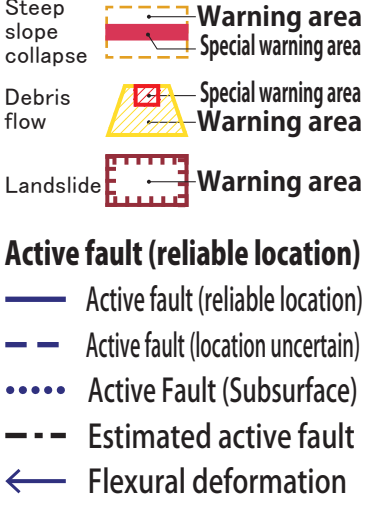 Steep
slope
collapse
Warning area
Special warning area
Debris
flow
Special warning area
Warning area
Landslide
Warning area
Active fault (reliable location)
Active fault (reliable location)
Active fault (location uncertain)
Active Fault (Subsurface)
Estimated active fault
Flexural deformation